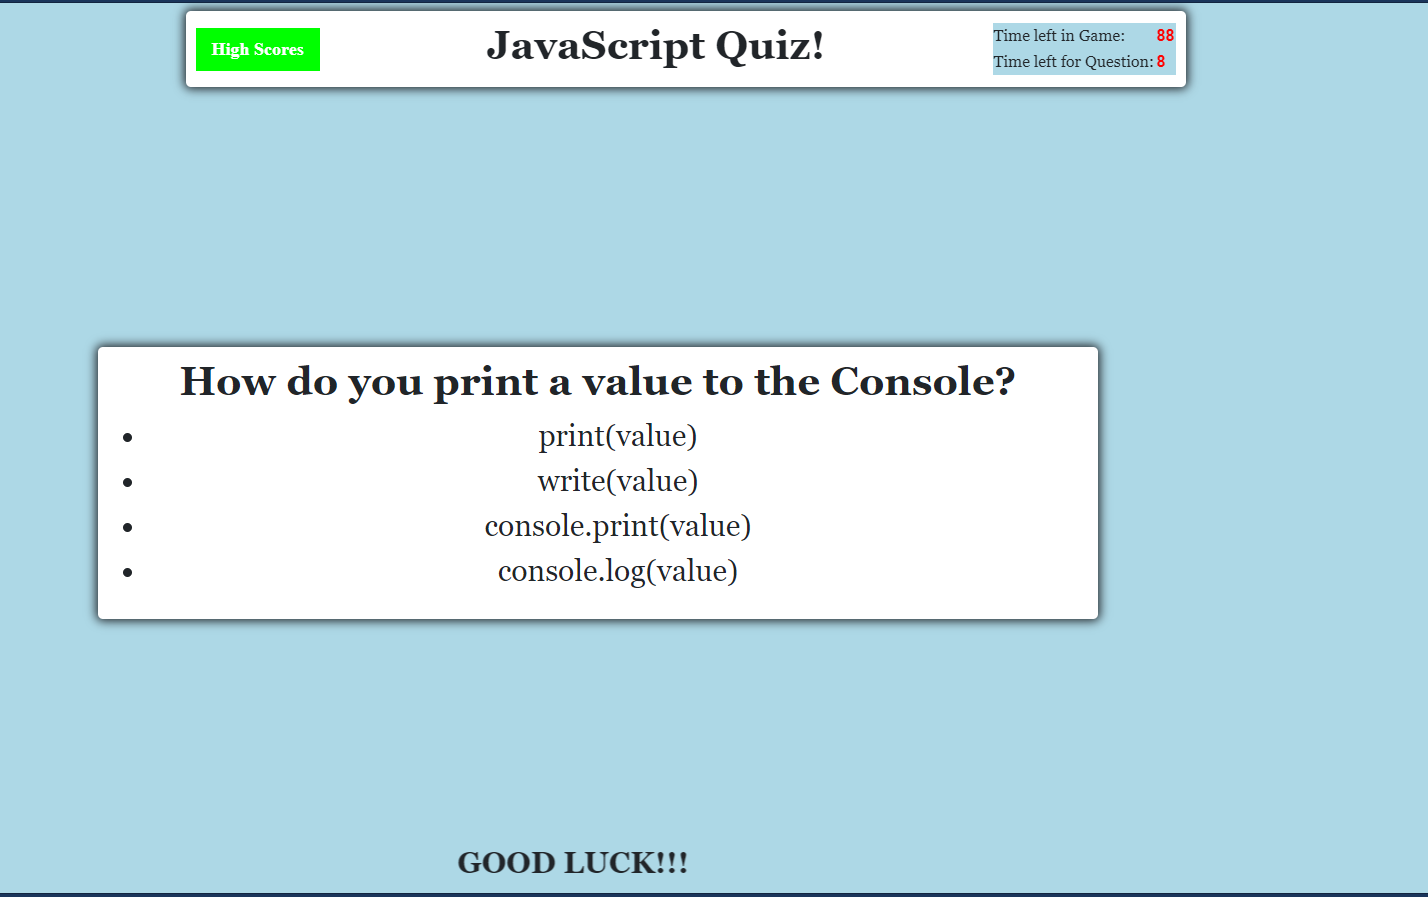 High Scores
JavaScript Quiz!
Time left in Game: 88
Time left for Question: 8
How do you print a value to the Console?
print(value)
write(value)
console.print(value)
console.log(value)
GOOD LUCK!!!